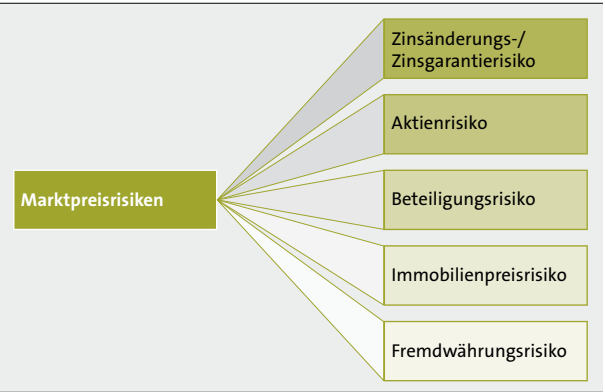 Zinsänderungs-/
Zinsgarantierisiko
Aktienrisiko
Marktpreisrisiken
Beteiligungsrisiko
Immobilienpreisrisiko
Fremdwährungsrisiko